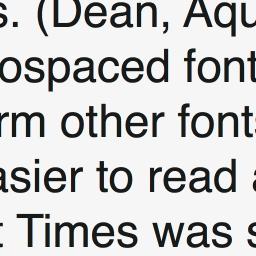 s. (Dean, Aqu
ospaced font
rm other fonts
asier to read a
t Times was s